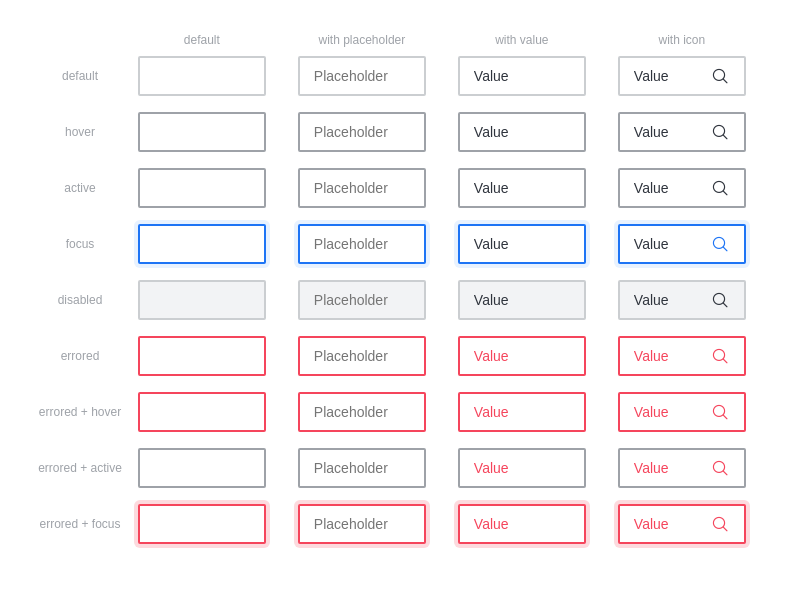 default with placeholder with value with icon
default Placeholder Value Value
hover Placeholder Value Value
active Placeholder Value Value
focus Placeholder Value Value
disabled Placeholder Value Value
errored Placeholder Value Value
errored + hover Placeholder Value Value
errored + active Placeholder Value Value
errored + focus Placeholder Value Value